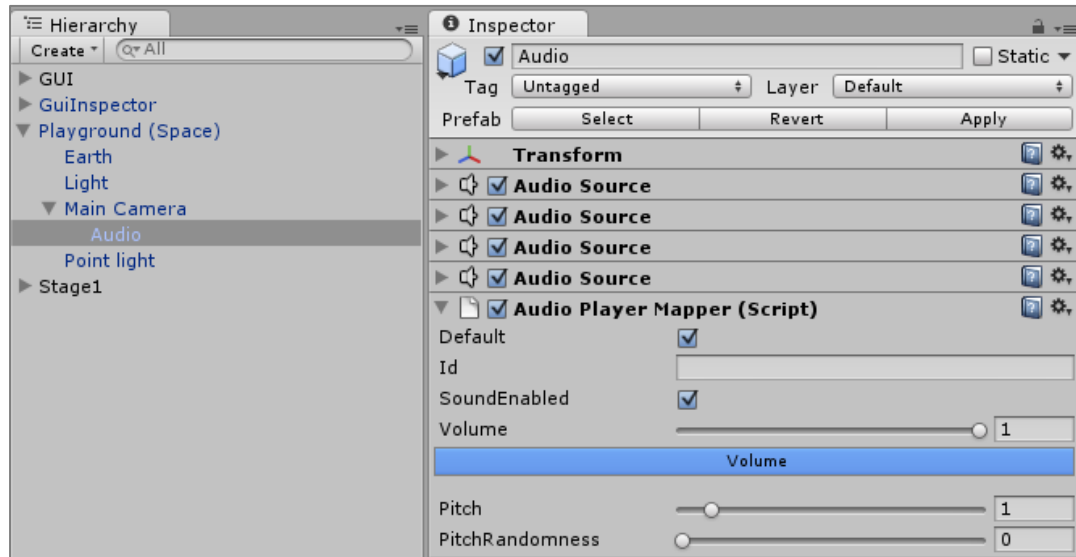 Hierarchy
Create
All
GUI
GuiInspector
Playground (Space)
Earth
Light
Main Camera
Audio
Point light
Stage1
Inspector
Audio Static
Tag Untagged Layer Default
Prefab Select Revert Apply
Transform
Audio Source
Audio Source
Audio Source
Audio Source
Audio Player Mapper (Script)
Default
Id
SoundEnabled
Volume 1
Volume
Pitch 1
PitchRandomness 0